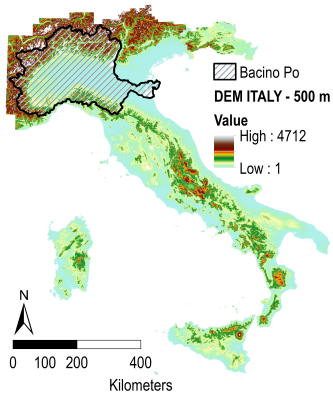 Bacino Po
DEM ITALY - 500 m
Value
High : 4712
Low : 1
N
0 100 200 400
Kilometers